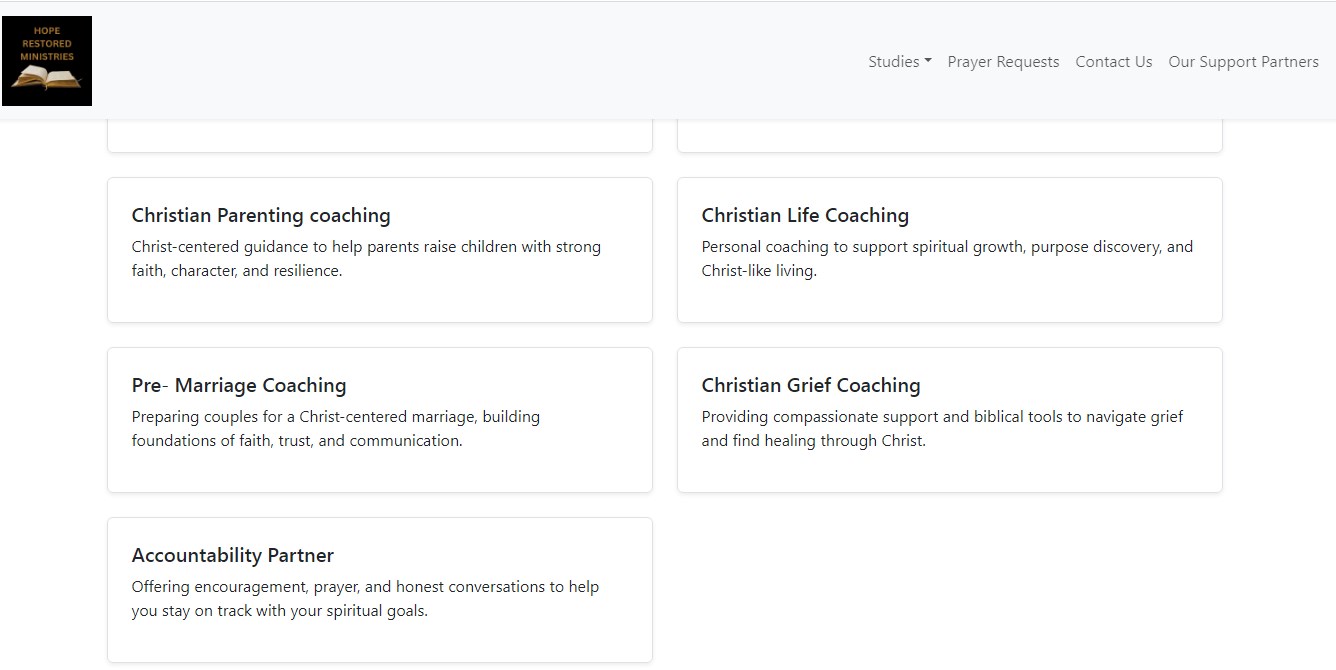 HOPE
RESTORED
MINISTRIES
Studies Prayer Requests Contact Us Our Support Partners
Christian Parenting coaching
Christ-centered guidance to help parents raise children with strong
faith, character, and resilience.
Christian Life Coaching
Personal coaching to support spiritual growth, purpose discovery, and
Christ-like living.
Pre- Marriage Coaching
Preparing couples for a Christ-centered marriage, building
foundations of faith, trust, and communication.
Christian Grief Coaching
Providing compassionate support and biblical tools to navigate grief
and find healing through Christ.
Accountability Partner
Offering encouragement, prayer, and honest conversations to help
you stay on track with your spiritual goals.